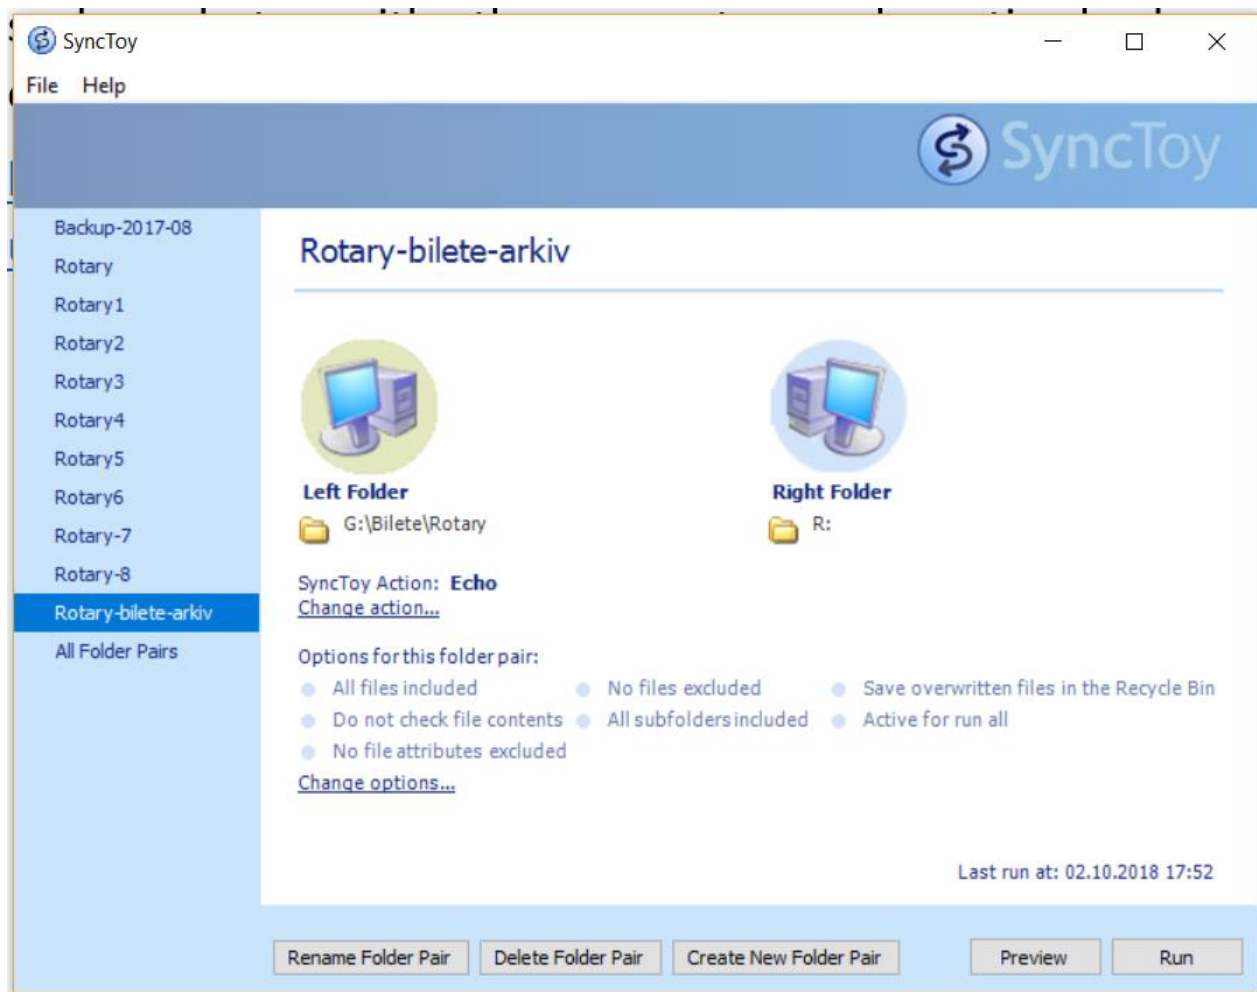 SyncToy
File Help
SyncToy
Backup-2017-08
Rotary
Rotary1
Rotary2
Rotary3
Rotary4
Rotary5
Rotary6
Rotary-7
Rotary-8
Rotary-bilete-arkiv
All Folder Pairs
Rotary-bilete-arkiv
Left Folder
G:\Bilete\Rotary
Right Folder
R:
SyncToy Action: Echo
Change action...
Options for this folder pair:
All files included No files excluded Save overwritten files in the Recycle Bin
Do not check file contents All subfolders included Active for run all
No file attributes excluded
Change options...
Last run at: 02.10.2018 17:52
Rename Folder Pair Delete Folder Pair Create New Folder Pair Preview Run